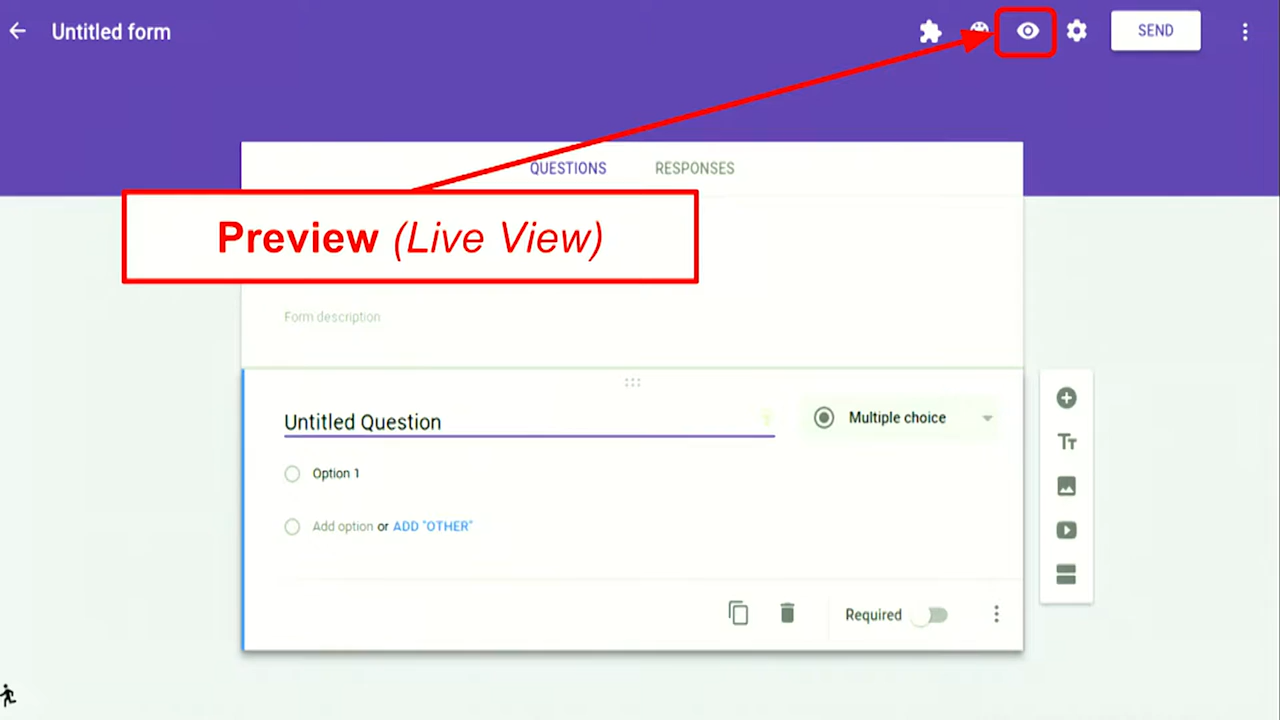 Untitled form
SEND
QUESTIONS RESPONSES
Preview (Live View)
Form description
Untitled Question
Multiple choice
Option 1
Add option or ADD "OTHER"
Required